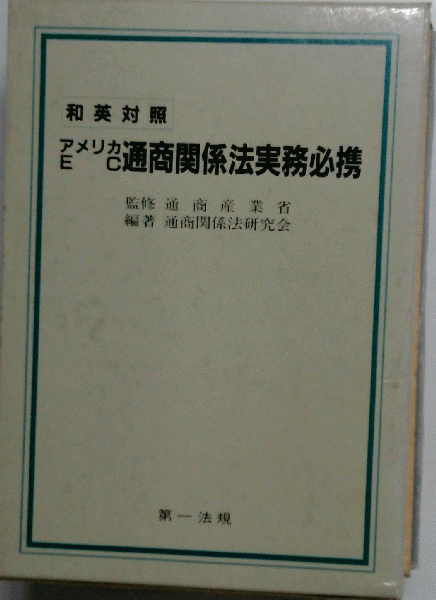 和英対照
アメリカ
EC
通商関係法実務必携
監修 通商産業省
編著 通商関係法研究会
第一法規